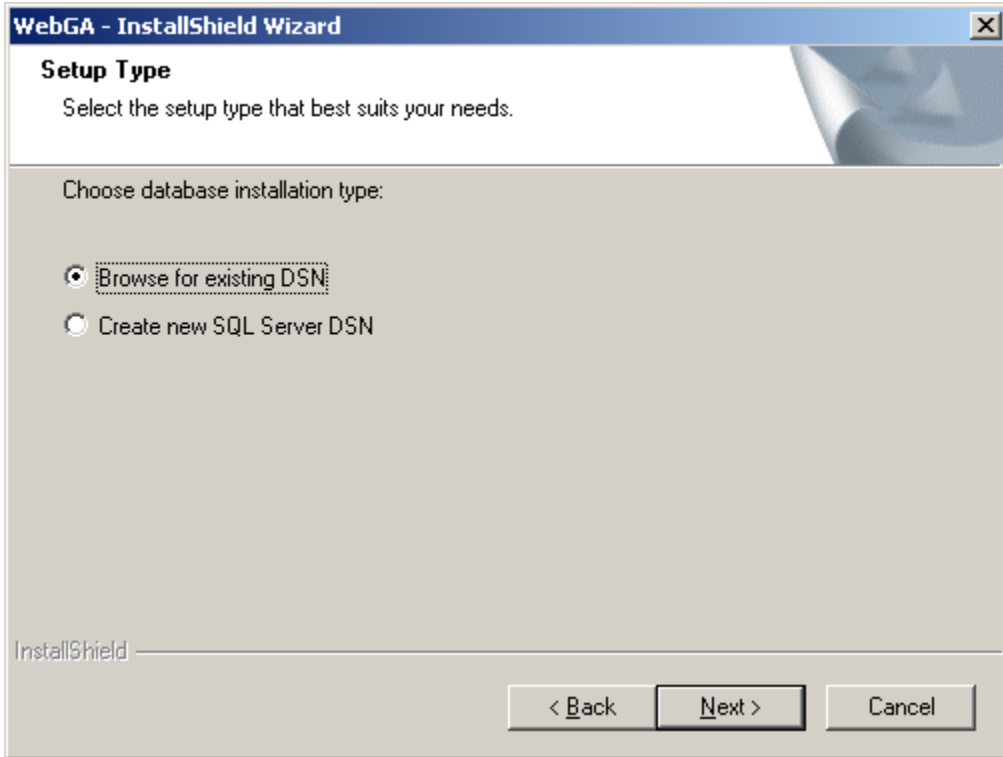 WebGA - InstallShield Wizard
Setup Type
Select the setup type that best suits your needs.
Choose database installation type:
Browse for existing DSN
Create new SQL Server DSN
InstallShield
< Back Next > Cancel